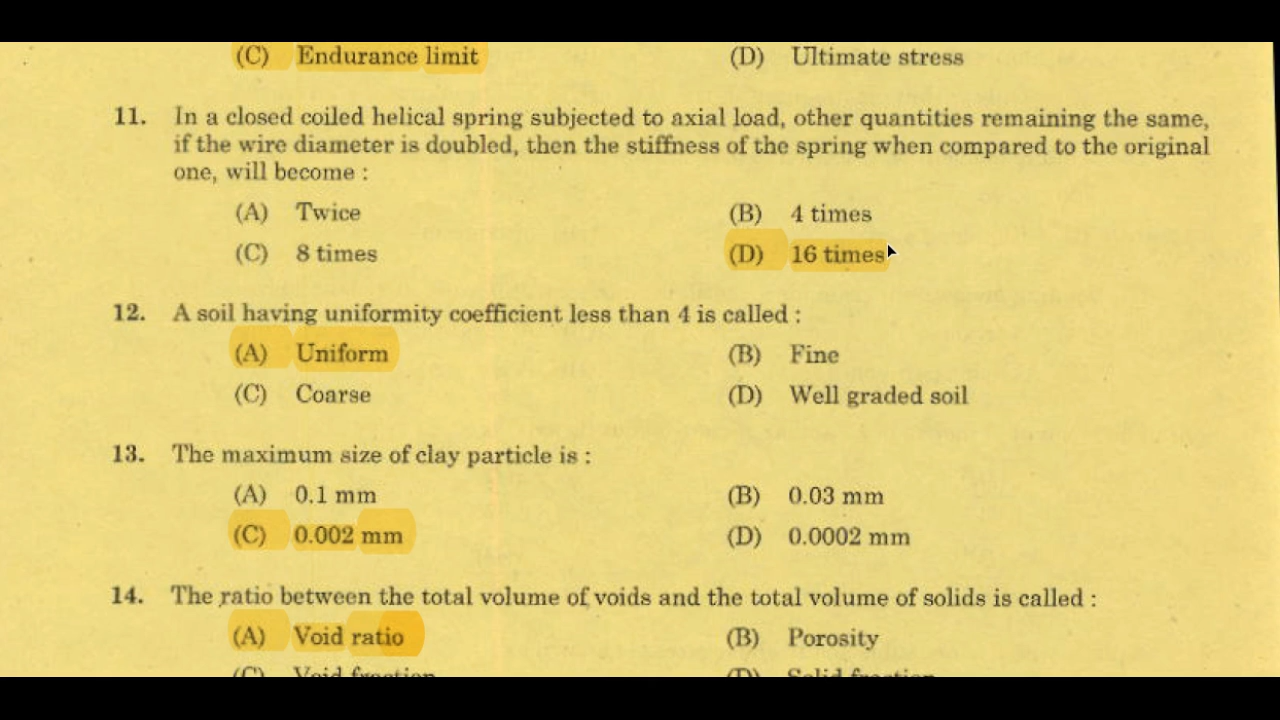 (C) Endurance limit (D) Ultimate stress
11. In a closed coiled helical spring subjected to axial load, other quantities remaining the same,
if the wire diameter is doubled, then the stiffness of the spring when compared to the original
one, will become :
(A) Twice (B) 4 times
(C) 8 times (D) 16 times
12. A soil having uniformity coefficient less than 4 is called :
(A) Uniform (B) Fine
(C) Coarse (D) Well graded soil
13. The maximum size of clay particle is :
(A) 0.1 mm (B) 0.03 mm
(C) 0.002 mm (D) 0.0002 mm
14. The ratio between the total volume of voids and the total volume of solids is called :
(A) Void ratio (B) Porosity
(C) Void fraction (D) Solid fraction